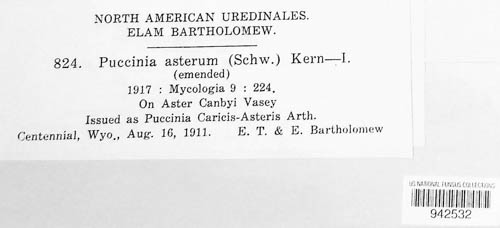 NORTH AMERICAN UREDINALES.
ELAM BARTHOLOMEW.
824. Puccinia asterum (Schw.) Kern—I.
(emended)
1917 : Mycologia 9 : 224.
On Aster Canbyi Vasey
Issued as Puccinia Caricis-Asteris Arth.
Centennial, Wyo., Aug. 16, 1911. E. T. & E. Bartholomew
US NATIONAL FUNGUS COLLECTIONS
942532